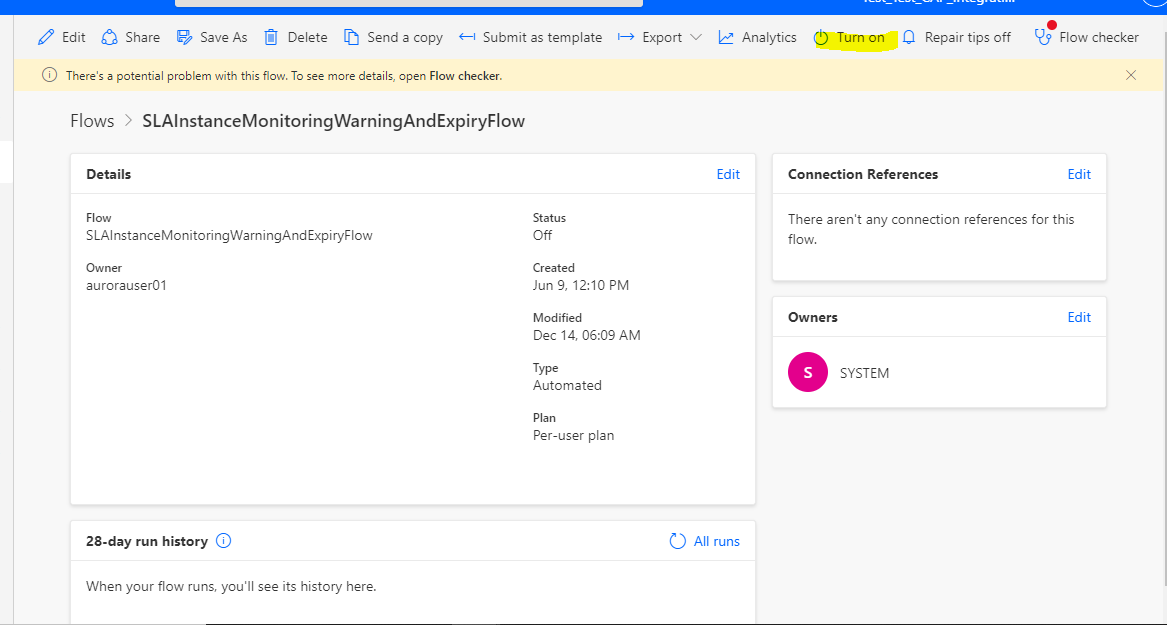 Edit Share Save As Delete Send a copy Submit as template Export Turn on Analytics Repair tips off Flow checker
There's a potential problem with this flow. To see more details, open Flow checker.
Flows > SLAInstanceMonitoringWarningAndExpiryFlow
Details Edit
Flow
SLAInstanceMonitoringWarningAndExpiryFlow
Owner
aurorauser01
Status
Off
Created
Jun 9, 12:10 PM
Modified
Dec 14, 06:09 AM
Type
Automated
Plan
Per-user plan
Connection References Edit
There aren't any connection references for this
flow.
Owners Edit
S SYSTEM
28-day run history All runs
When your flow runs, you'll see its history here.